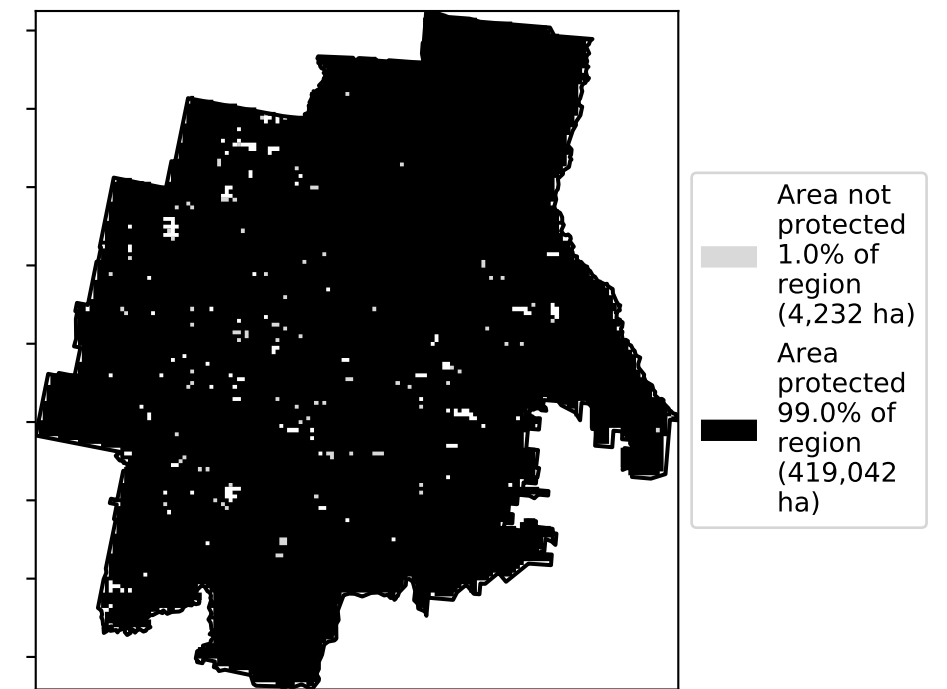 Area not
protected
1.0% of
region
(4,232 ha)
Area
protected
99.0% of
region
(419,042
ha)